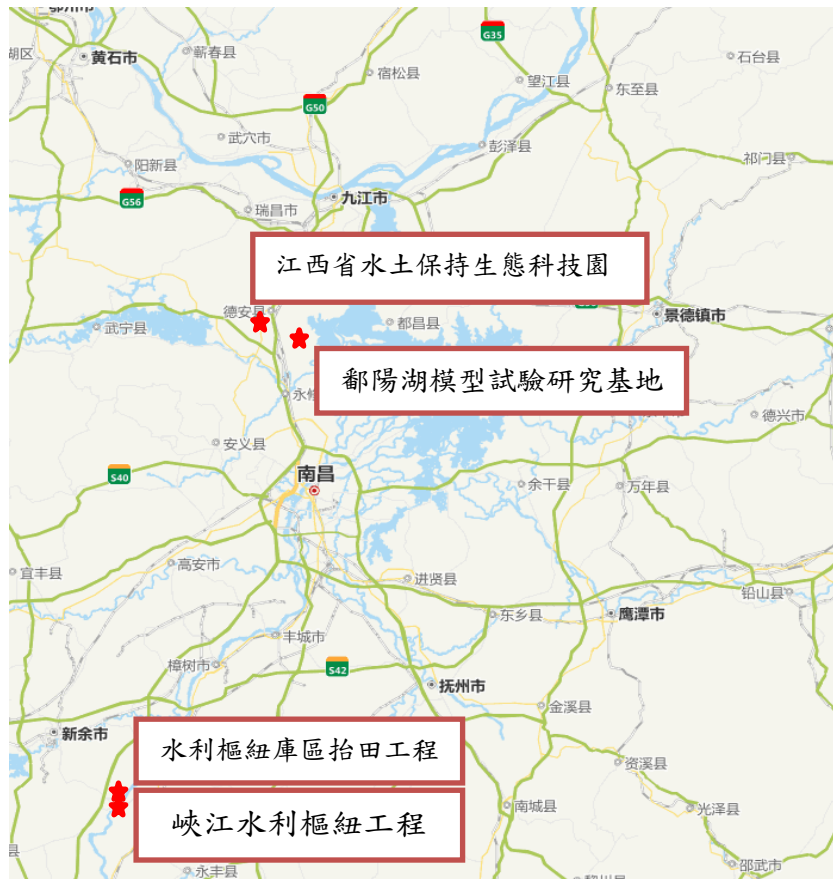 黄石市
蕲春县
宿松县
G35
望江县
石台县
东至县
G50
武穴市
彭泽县
阳新县
祁门县
G56
九江市
瑞昌市
江西省水土保持生態科技園
德安县
都昌县
武宁县
景德镇市
鄱陽湖模型試驗研究基地
永修
德兴市
安义县
S40
南昌
余干县
万年县
高安市
宜丰县
进贤县
铅山县
东乡县
鹰潭市
丰城市
樟树市
S42
抚州市
金溪县
新余市
水利樞紐庫區抬田工程
资溪县
峽江水利樞紐工程
南城县
光泽县
永丰县
邵武市